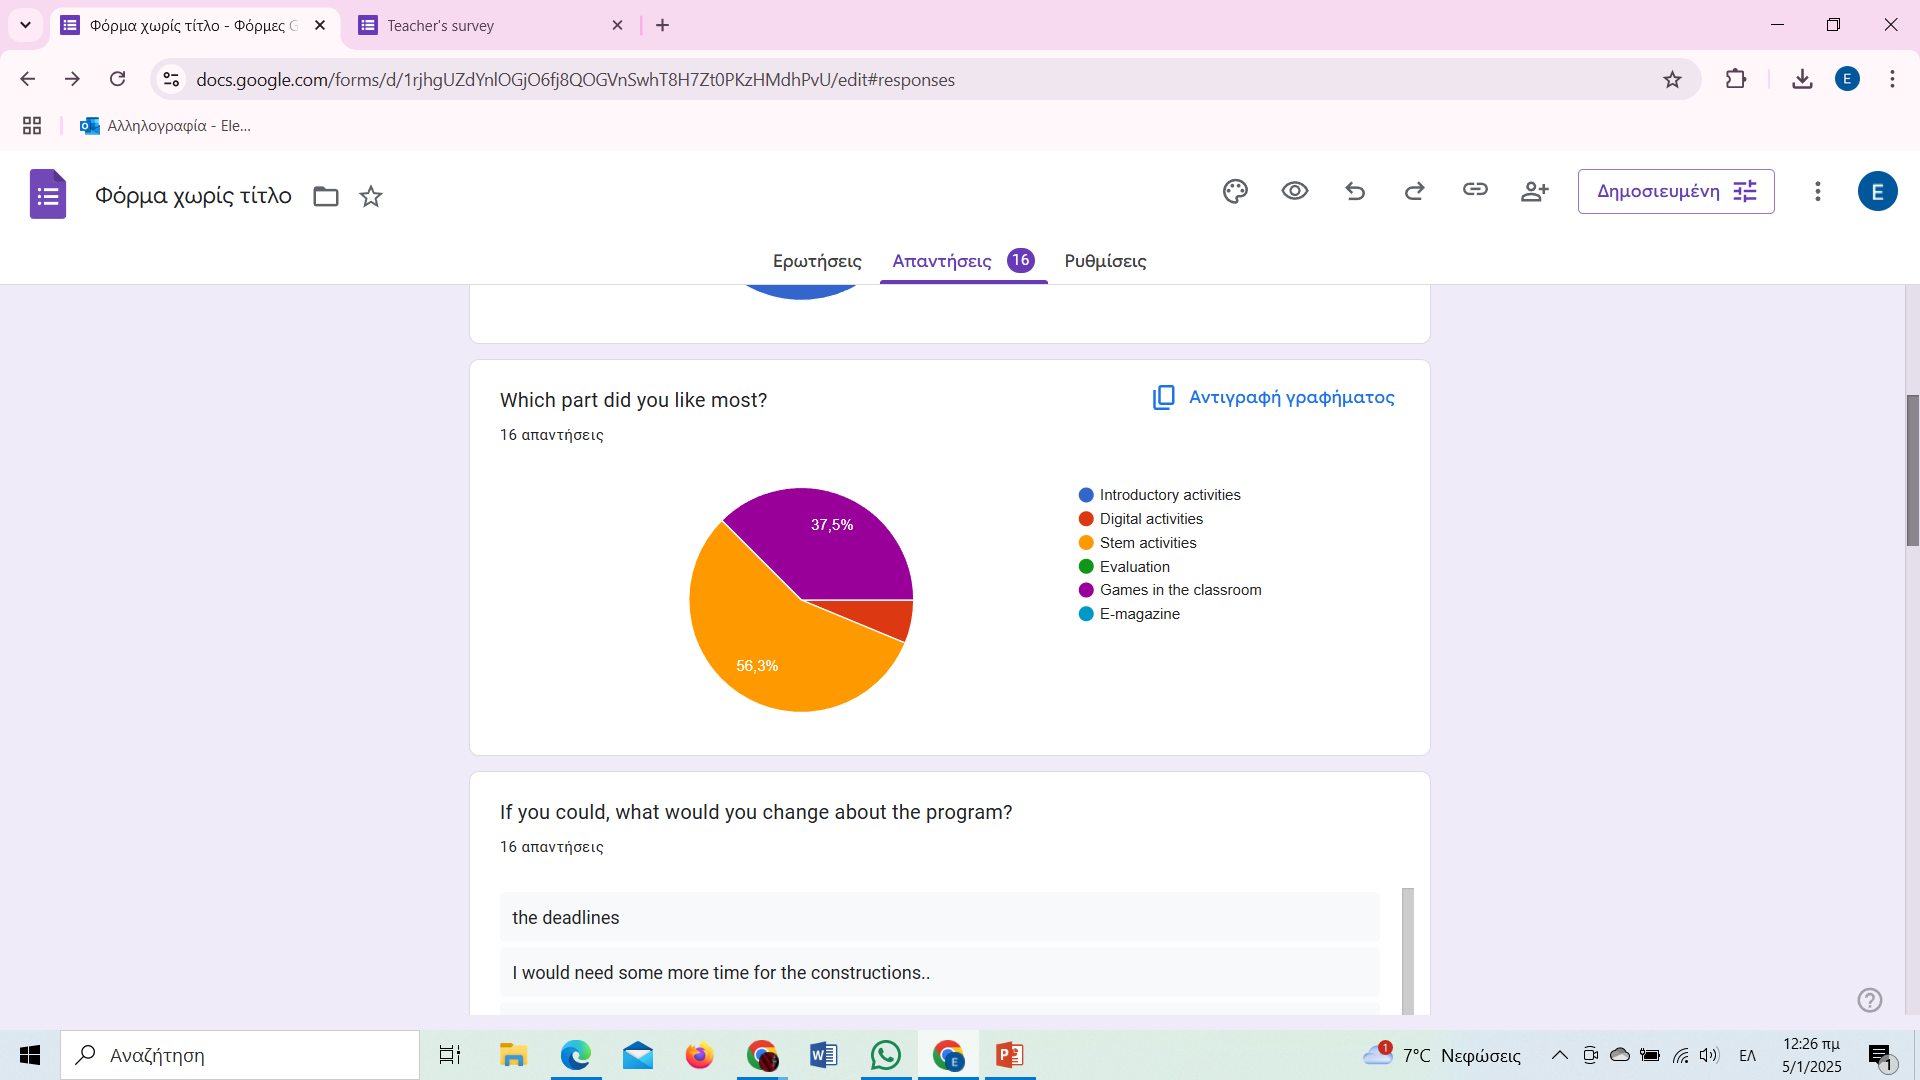 Φόρμα χωρίς τίτλο - Φόρμες G
Teacher's survey
docs.google.com/forms/d/1rjhgUZdYnlOGjO6fj8QOGVnSwhT8H7Zt0PKzHMdhPvU/edit#responses
E
Αλληλογραφία - Ele...
Φόρμα χωρίς τίτλο
Δημοσιευμένη
E
Ερωτήσεις
Απαντήσεις 16
Ρυθμίσεις
Which part did you like most?
Αντιγραφή γραφήματος
16 απαντήσεις
37,5%
56,3%
Introductory activities
Digital activities
Stem activities
Evaluation
Games in the classroom
E-magazine
If you could, what would you change about the program?
16 απαντήσεις
the deadlines
I would need some more time for the constructions..
Αναζήτηση
1
7°C Νεφώσεις
ΕΛ
12:26 πμ
5/1/2025
1